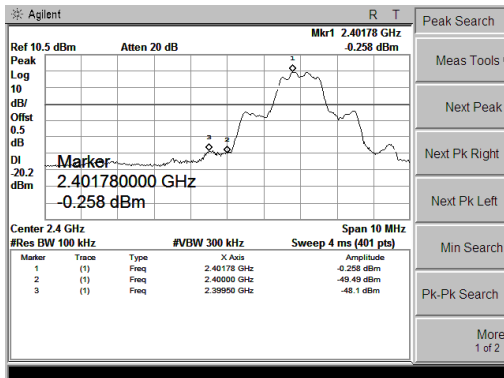 Agilent R T
Peak Search
Mkr1 2.40178 GHz
Ref 10.5 dBm Atten 20 dB -0.258 dBm
Peak
Log
10
dB/
Offst
0.5
dB
DI
-20.2
dBm
1
3
2
Marker
2.401780000 GHz
-0.258 dBm
Center 2.4 GHz Span 10 MHz
#Res BW 100 kHz #VBW 300 kHz Sweep 4 ms (401 pts)
Marker Trace Type X Axis Amplitude
1 (1) Freq 2.40178 GHz -0.258 dBm
2 (1) Freq 2.40000 GHz -49.49 dBm
3 (1) Freq 2.39950 GHz -48.1 dBm
Meas Tools
Next Peak
Next Pk Right
Next Pk Left
Min Search
Pk-Pk Search
More
1 of 2